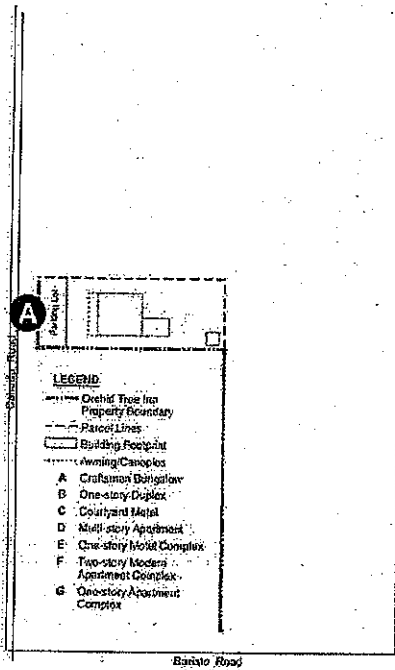 A
Parking Lot
Road
LEGEND
Orchid Tree Inn
Property Boundary
Parcel Lines
Building Footprint
Awning/Canopies
A Craftsman Bungalow
B One-story Duplex
C Courtyard Motel
D Multi-story Apartment
E One-story Motel Complex
F Two-story Modern
Apartment Complex
G One-story Apartment
Complex
Baristo Road